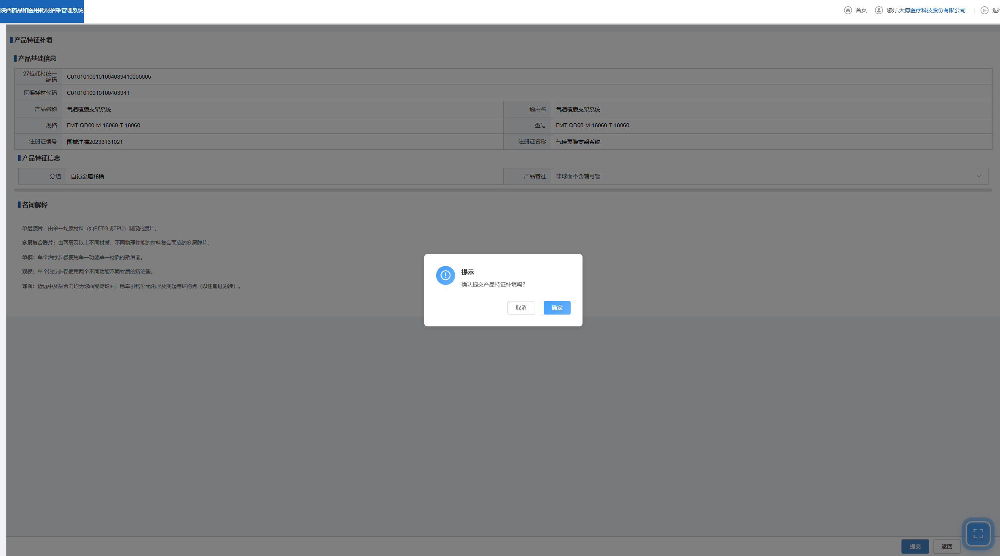 陕西药品和医用耗材招采管理系统
首页
您好,大博医疗科技股份有限公司
产品特征补填
产品基础信息
27位耗材统一编码
C01010100101004039410000005
医保耗材代码
C0101010010100403941
产品名称
气道覆膜支架系统
通用名
气道覆膜支架系统
规格
FMT-QD00-M-16060-T-18060
型号
FMT-QD00-M-16060-T-18060
注册证编号
国械注准20233131021
注册证名称
气道覆膜支架系统
产品特征信息
分组
自锁金属托槽
产品特征
非球面不含辅弓管
名词解释
单层膜片：由单一均质材料（如PETG或TPU）制成的膜片。
多层复合膜片：由两层及以上不同材质、不同物理性能的材料复合而成的多层膜片。
单模：单个治疗步骤使用单一功能单一材质的矫治器。
双模：单个治疗步骤使用两个不同功能不同材质的矫治器。
球面：近远中及龈合向均为球面或椭球面，除牵引钩外无角形及突起等结构点（以注册证为准）。
提示
确认提交产品特征补填吗?
取消
确定
提交
返回